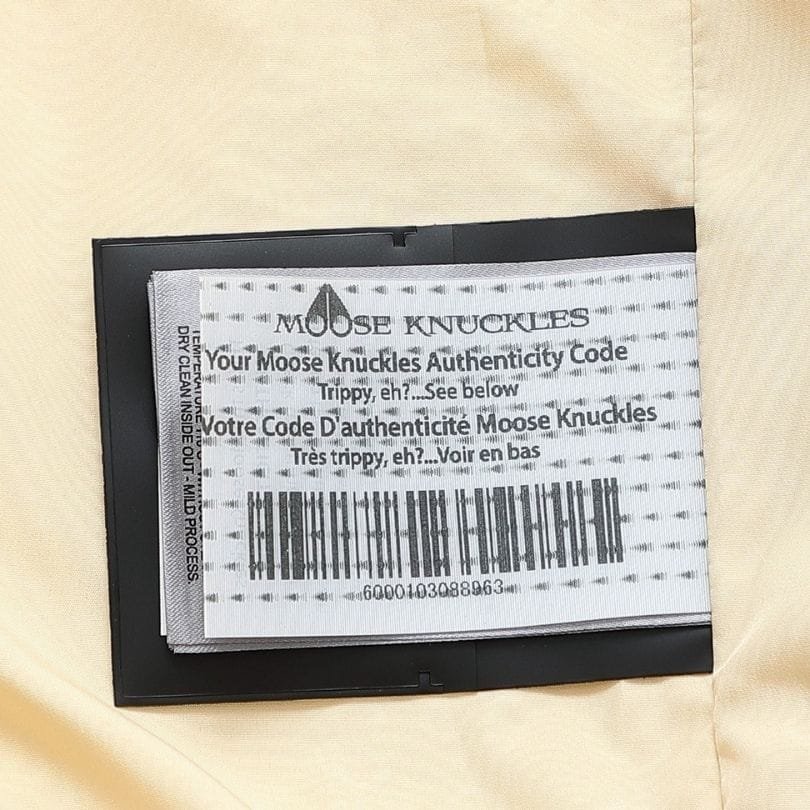 MOOSE KNUCKLES
Your Moose Knuckles Authenticity Code
Trippy, eh?...See below
Votre Code D'authenticité Moose Knuckles
Très trippy, eh?...Voir en bas
6000103088963
DRY CLEAN INSIDE OUT - MILD PROCESS